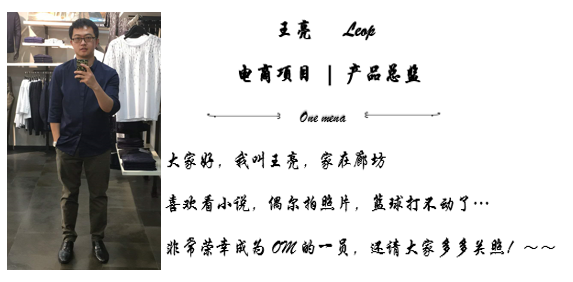 王亮 Leop
电商项目 | 产品总监
One mena
大家好，我叫王亮，家在廊坊
喜欢看小说，偶尔拍照片，篮球打不动了…
非常荣幸成为 OM 的一员，还请大家多多关照！～～